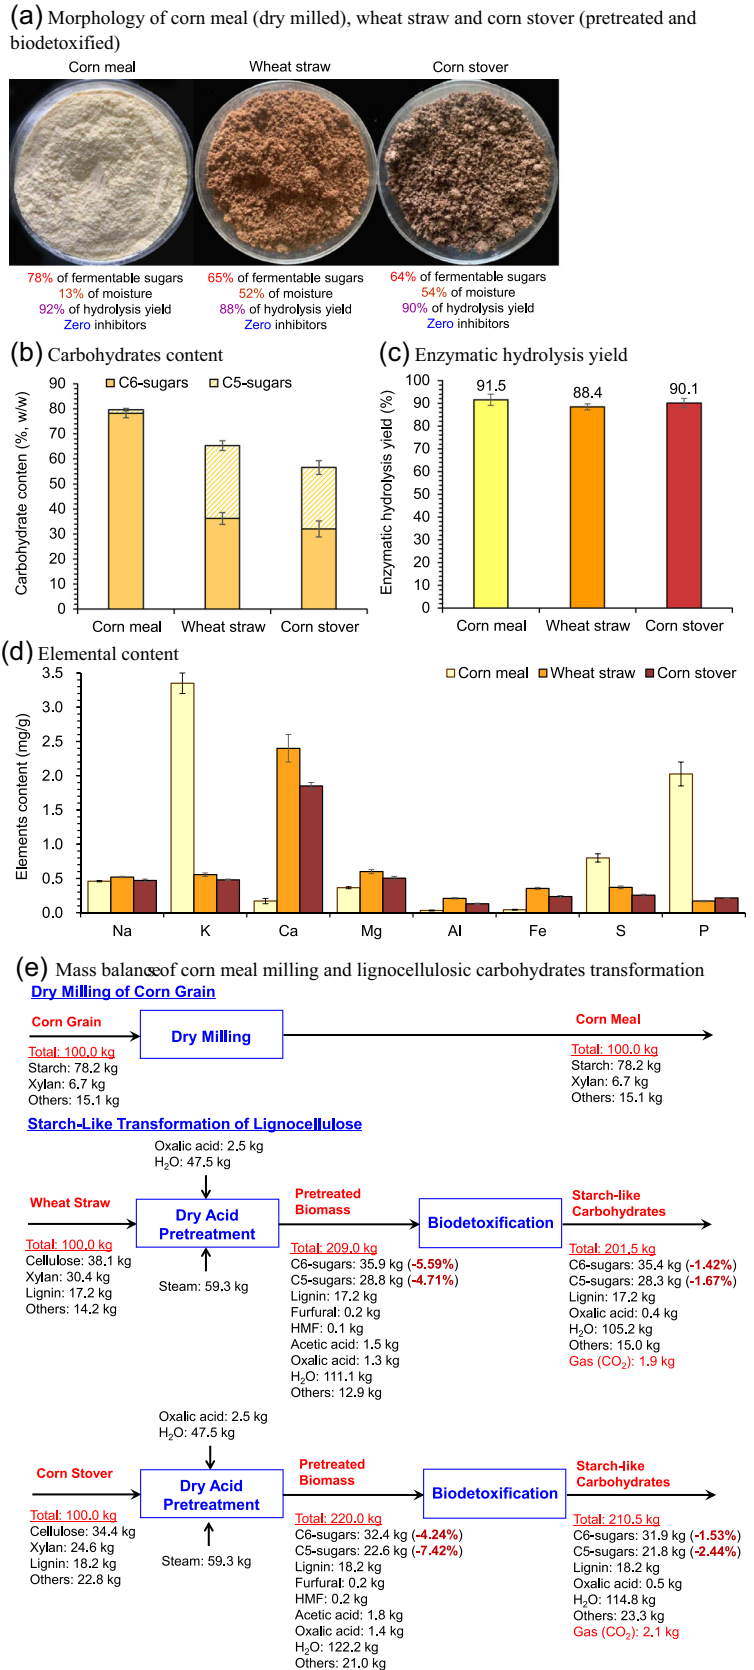 (a) Morphology of corn meal (dry milled), wheat straw and corn stover (pretreated and
biodetoxified)
Corn meal
Wheat straw
Corn stover
78% of fermentable sugars
13% of moisture
92% of hydrolysis yield
Zero inhibitors
65% of fermentable sugars
52% of moisture
88% of hydrolysis yield
Zero inhibitors
64% of fermentable sugars
54% of moisture
90% of hydrolysis yield
Zero inhibitors
(b) Carbohydrates content
Carbohydrate conten (%, w/w)
90
80
70
60
50
40
30
20
10
0
C6-sugars
C5-sugars
Corn meal
Wheat straw
Corn stover
(c) Enzymatic hydrolysis yield
Enzymatic hydrolysis yield (%)
100
90
80
70
60
50
40
30
20
90
0
91.5
88.4
90.1
Corn meal
Wheat straw
Corn stover
(d) Elemental content
Elements content (mg/g)
3.5
3.0
2.5
2.0
1.5
1.0
0.5
0.0
Corn meal
Wheat straw
Corn stover
Na
K
Ca
Mg
Al
Fe
S
P
(e) Mass balance of corn meal milling and lignocellulosic carbohydrates transformation
Dry Milling of Corn Grain
Corn Grain
Total: 100.0 kg
Starch: 78.2 kg
Xylan: 6.7 kg
Others: 15.1 kg
Dry Milling
Corn Meal
Total: 100.0 kg
Starch: 78.2 kg
Xylan: 6.7 kg
Others: 15.1 kg
Starch-Like Transformation of Lignocellulose
Oxalic acid: 2.5 kg
H₂O: 47.5 kg
Wheat Straw
Total: 100.0 kg
Cellulose: 38.1 kg
Xylan: 30.4 kg
Lignin: 17.2 kg
Others: 14.2 kg
Dry Acid
Pretreatment
Steam: 59.3 kg
Pretreated
Biomass
Total: 209.0 kg
C6-sugars: 35.9 kg (-5.59%)
C5-sugars: 28.8 kg (-4.71%)
Lignin: 17.2 kg
Furfural: 0.2 kg
HMF: 0.1 kg
Acetic acid: 1.5 kg
Oxalic acid: 1.3 kg
H₂O: 111.1 kg
Others: 12.9 kg
Biodetoxification
Starch-like
Carbohydrates
Total: 201.5 kg
C6-sugars: 35.4 kg (-1.42%)
C5-sugars: 28.3 kg (-1.67%)
Lignin: 17.2 kg
Oxalic acid: 0.4 kg
H₂O: 105.2 kg
Others: 15.0 kg
Gas (CO₂): 1.9 kg
Oxalic acid: 2.5 kg
H₂O: 47.5 kg
Corn Stover
Total: 100.0 kg
Cellulose: 34.4 kg
Xylan: 24.6 kg
Lignin: 18.2 kg
Others: 22.8 kg
Dry Acid
Pretreatment
Steam: 59.3 kg
Pretreated
Biomass
Total: 220.0 kg
C6-sugars: 32.4 kg (-4.24%)
C5-sugars: 22.6 kg (-7.42%)
Lignin: 18.2 kg
Furfural: 0.2 kg
HMF: 0.2 kg
Acetic acid: 1.8 kg
Oxalic acid: 1.4 kg
H₂O: 122.2 kg
Others: 21.0 kg
Biodetoxification
Starch-like
Carbohydrates
Total: 210.5 kg
C6-sugars: 31.9 kg (-1.53%)
C5-sugars: 21.8 kg (-2.44%)
Lignin: 18.2 kg
Oxalic acid: 0.5 kg
H₂O: 114.8 kg
Others: 23.3 kg
Gas (CO₂): 2.1 kg